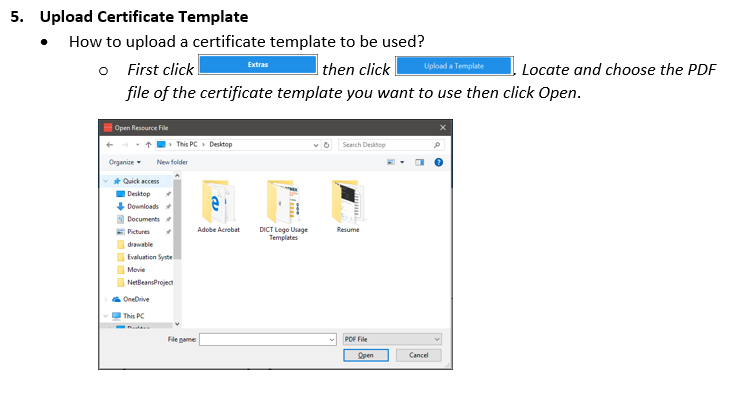 5. Upload Certificate Template
• How to upload a certificate template to be used?
o First click Extras then click Upload a Template . Locate and choose the PDF
file of the certificate template you want to use then click Open.
Open Resource File
This PC > Desktop
Search Desktop
Organize
New folder
Quick access
Desktop
Downloads
Documents
Pictures
drawable
Evaluation Syste
Movie
NetBeansProject
OneDrive
This PC
Desktop
Adobe Acrobat
DICT Logo Usage
Templates
Resume
File name:
PDF File
Open
Cancel